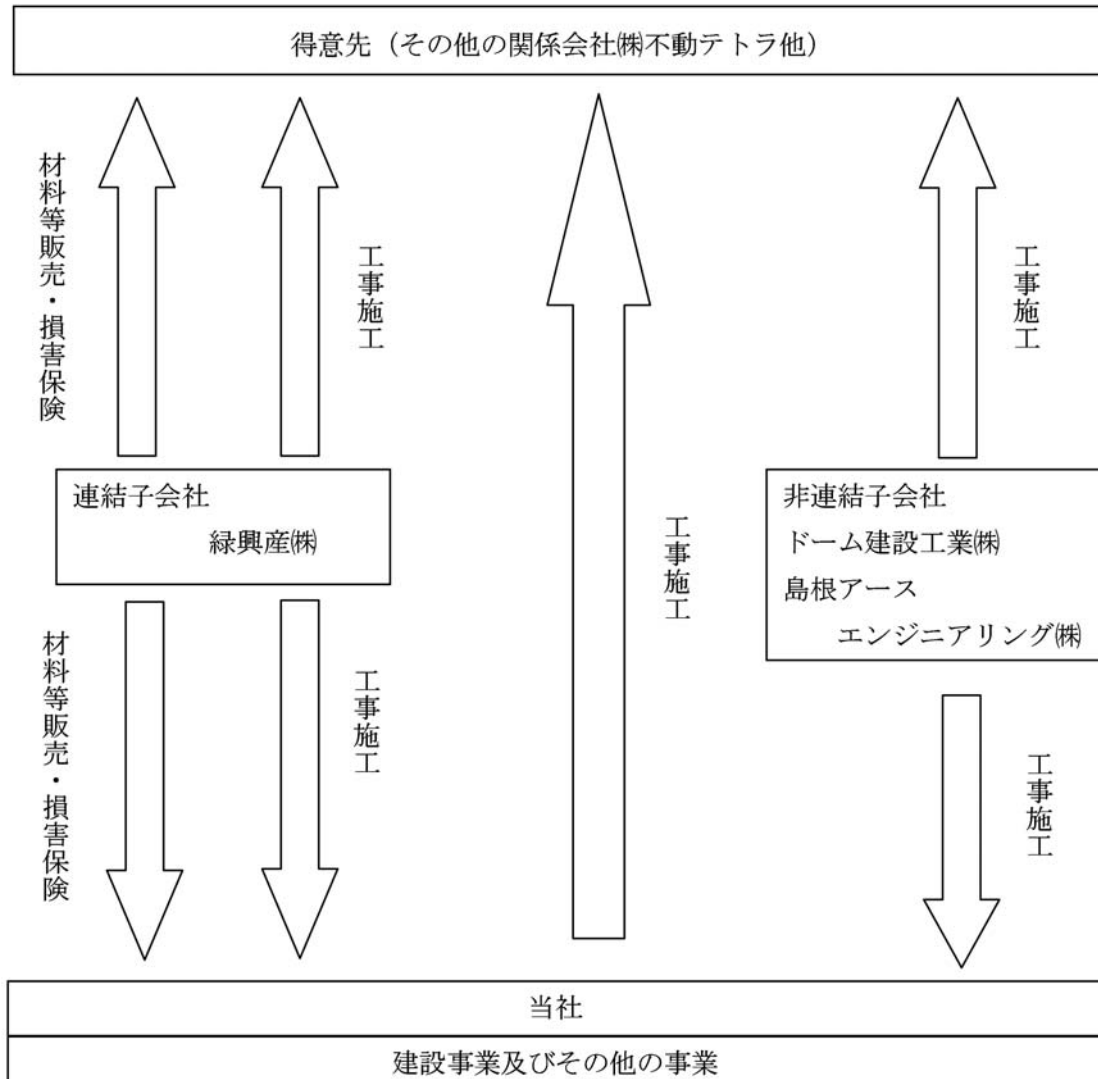 得意先（その他の関係会社㈱不動テトラ他）
材料等販売・損害保険
工事施工
工事施工
工事施工
連結子会社
緑興産㈱
非連結子会社
ドーム建設工業㈱
島根アース
エンジニアリング㈱
材料等販売・損害保険
工事施工
工事施工
当社
建設事業及びその他の事業